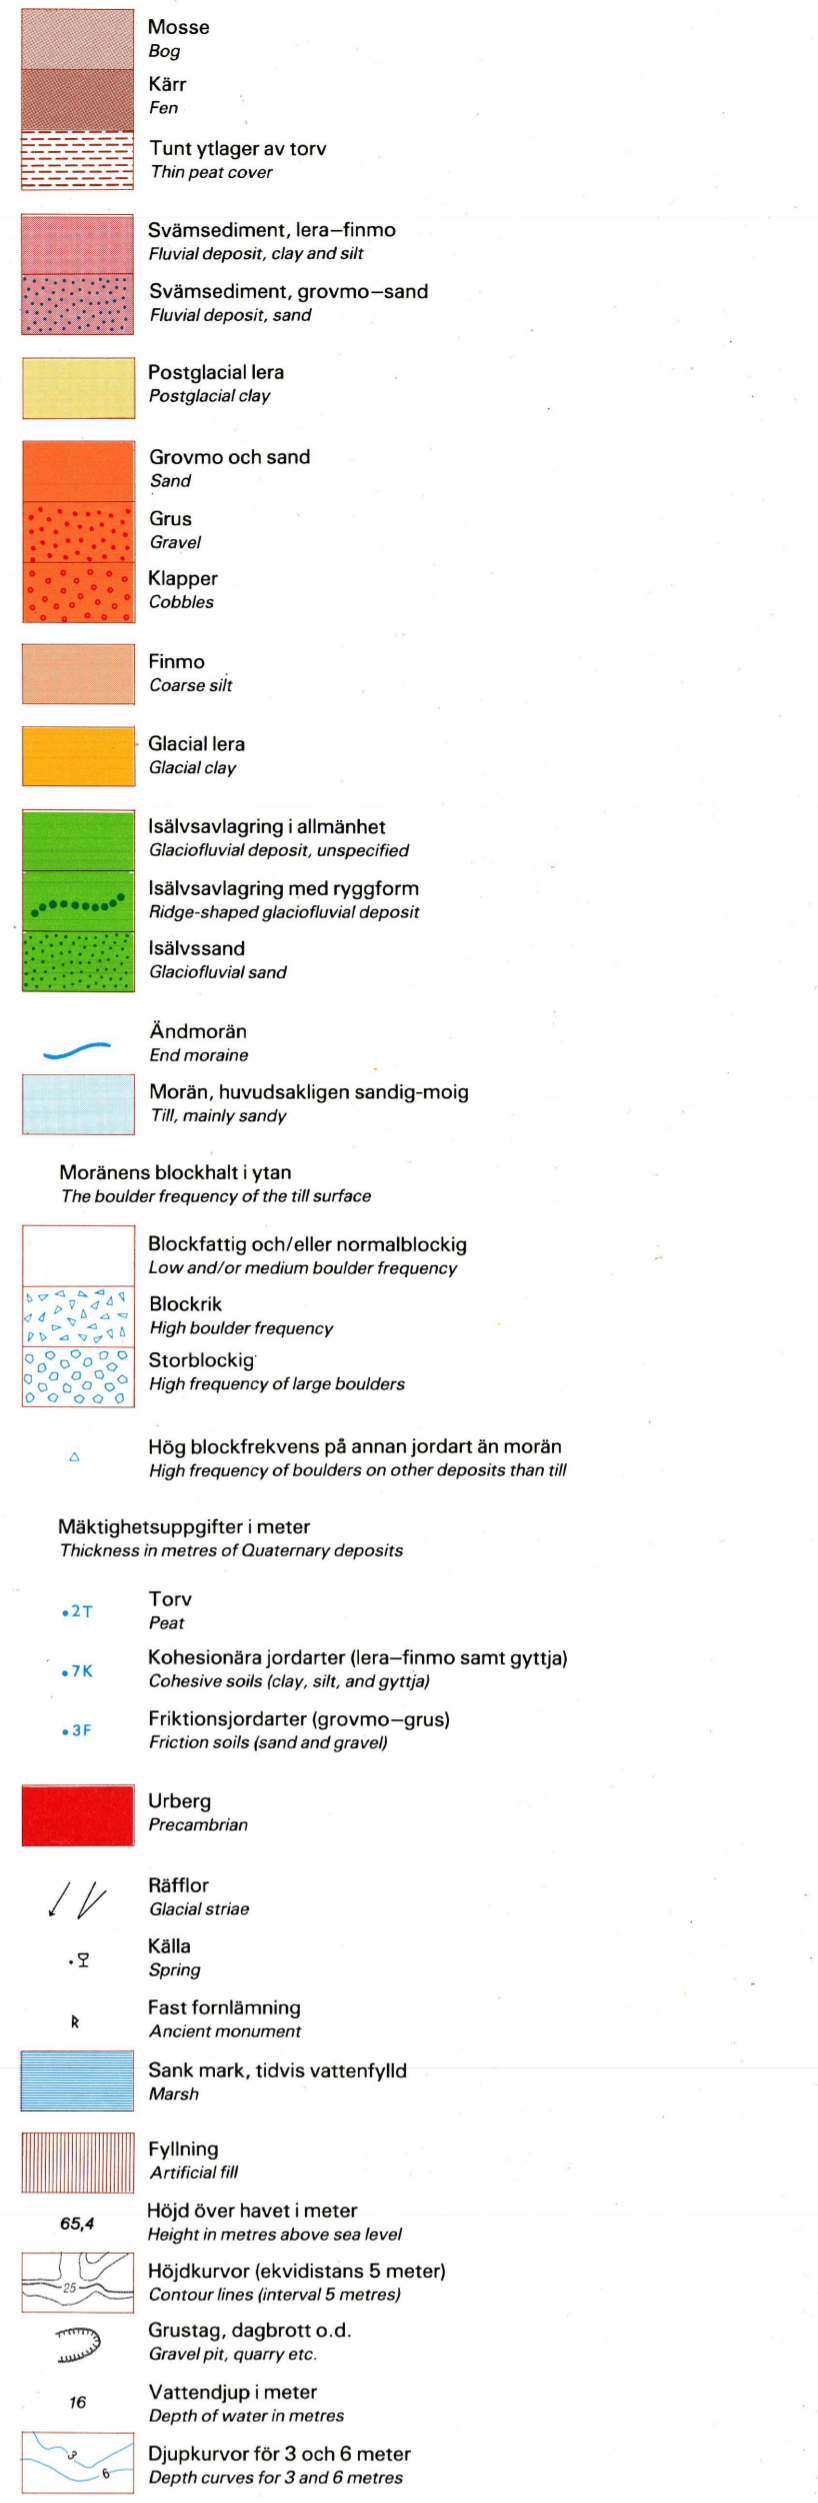 Mosse
Bog
Kärr
Fen
Tunt ytlager av torv
Thin peat cover
Svämsediment, lera–finmo
Fluvial deposit, clay and silt
Svämsediment, grovmo–sand
Fluvial deposit, sand
Postglacial lera
Postglacial clay
Grovmo och sand
Sand
Grus
Gravel
Klapper
Cobbles
Finmo
Coarse silt
Glacial lera
Glacial clay
Isälvsavlagring i allmänhet
Glaciofluvial deposit, unspecified
Isälvsavlagring med ryggform
Ridge-shaped glaciofluvial deposit
Isälvssand
Glaciofluvial sand
Ändmorän
End moraine
Morän, huvudsakligen sandig-moig
Till, mainly sandy
Moränens blockhalt i ytan
The boulder frequency of the till surface
Blockfattig och/eller normalblockig
Low and/or medium boulder frequency
Blockrik
High boulder frequency
Storblockig
High frequency of large boulders
Hög blockfrekvens på annan jordart än morän
High frequency of boulders on other deposits than till
Mäktighetsuppgifter i meter
Thickness in metres of Quaternary deposits
Torv
.2T
Peat
Kohesionära jordarter (lera–finmo samt gyttja)
.7K
Cohesive soils (clay, silt, and gyttja)
Friktionsjordarter (grovmo–grus)
.3F
Friction soils (sand and gravel)
Urberg
Precambrian
Räfflor
Glacial striae
Källa
Spring
Fast fornlämning
R
Ancient monument
Sank mark, tidvis vattenfylld
Marsh
Fyllning
Artificial fill
Höjd över havet i meter
65,4
Height in metres above sea level
Höjdkurvor (ekvidistans 5 meter)
25
Contour lines (interval 5 metres)
Grustag, dagbrott o.d.
Gravel pit, quarry etc.
Vattendjup i meter
16
Depth of water in metres
Djupkurvor för 3 och 6 meter
3
6
Depth curves for 3 and 6 metres